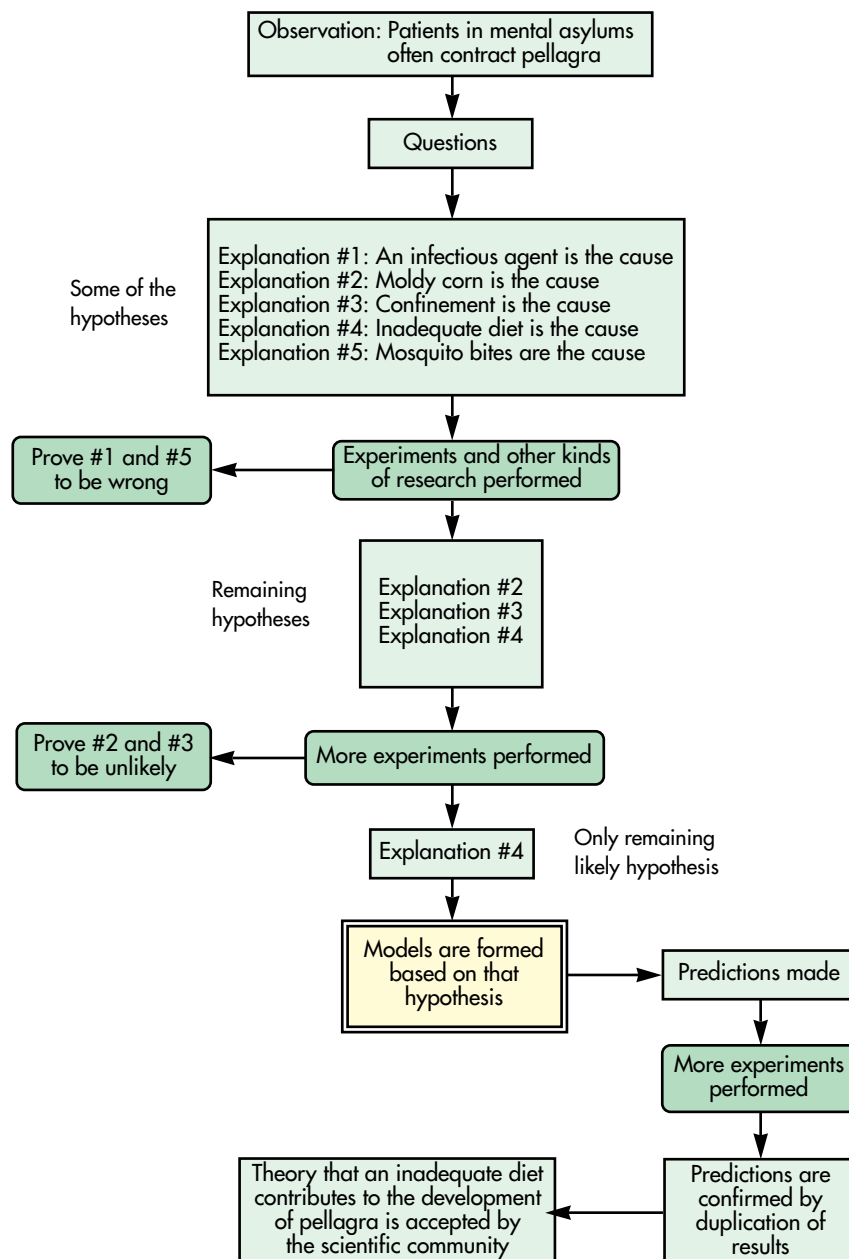 Observation: Patients in mental asylums
often contract pellagra
Questions
Some of the
hypotheses
Explanation #1: An infectious agent is the cause
Explanation #2: Moldy corn is the cause
Explanation #3: Confinement is the cause
Explanation #4: Inadequate diet is the cause
Explanation #5: Mosquito bites are the cause
Prove #1 and #5
to be wrong
Experiments and other kinds
of research performed
Remaining
hypotheses
Explanation #2
Explanation #3
Explanation #4
Prove #2 and #3
to be unlikely
More experiments performed
Explanation #4
Only remaining
likely hypothesis
Models are formed
based on that
hypothesis
Predictions made
More experiments
performed
Theory that an inadequate diet
contributes to the development
of pellagra is accepted by
the scientific community
Predictions are
confirmed by
duplication of
results